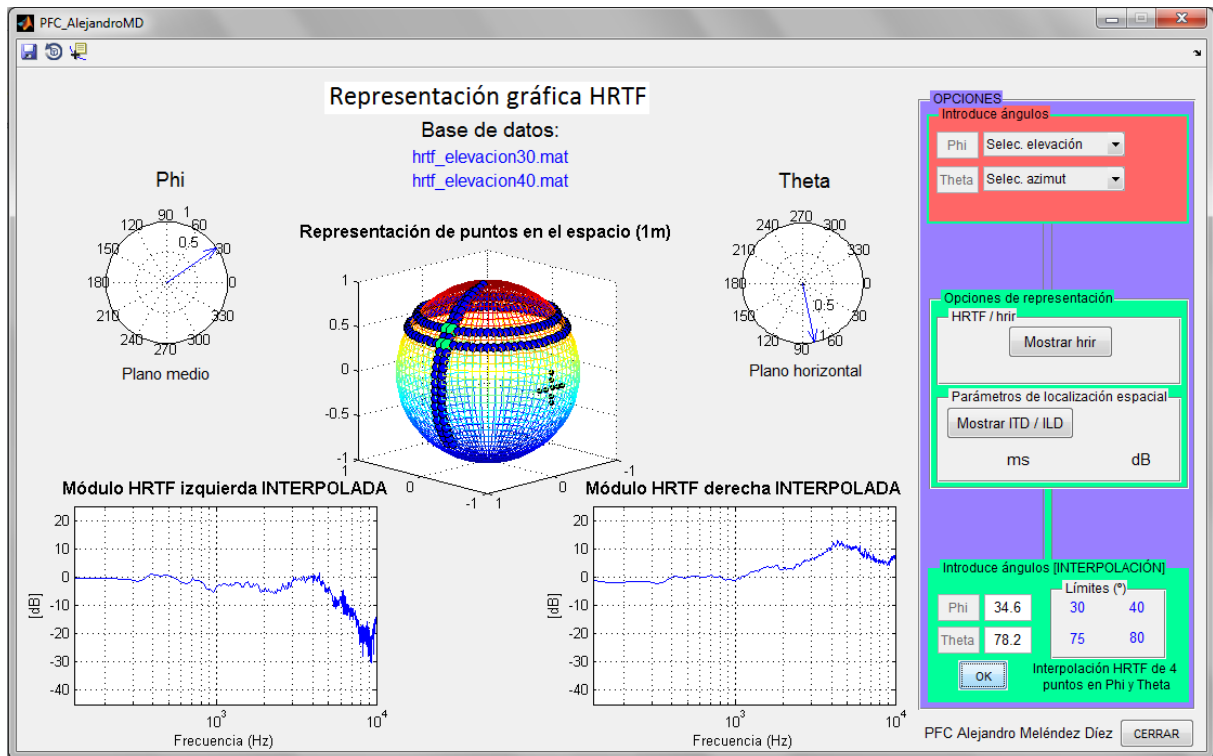 PFC_AlejandroMD
Representación gráfica HRTF
Base de datos:
hrtf_elevacion30.mat
hrtf_elevacion40.mat
Phi
90
1
120
60
0.5
150
30
180
0
210
330
240
300
270
Plano medio
Representación de puntos en el espacio (1m)
1
0.5
0
-0.5
-1
1
0
-1
1
0
-1
Theta
270
240
300
210
330
180
0
0.5
150
30
1
120
60
90
Plano horizontal
Módulo HRTF izquierda INTERPOLADA
20
10
0
-10
-20
-30
-40
[dB]
10^3
10^4
Frecuencia (Hz)
Módulo HRTF derecha INTERPOLADA
20
10
0
-10
-20
-30
-40
[dB]
10^3
10^4
Frecuencia (Hz)
OPCIONES
Introduce ángulos
Phi
Selec. elevación
Theta
Selec. azimut
Opciones de representación
HRTF / hrir
Mostrar hrir
Parámetros de localización espacial
Mostrar ITD / ILD
ms
dB
Introduce ángulos [INTERPOLACIÓN]
Límites (º)
Phi
34.6
30
40
Theta
78.2
75
80
OK
Interpolación HRTF de 4
puntos en Phi y Theta
PFC Alejandro Meléndez Díez
CERRAR